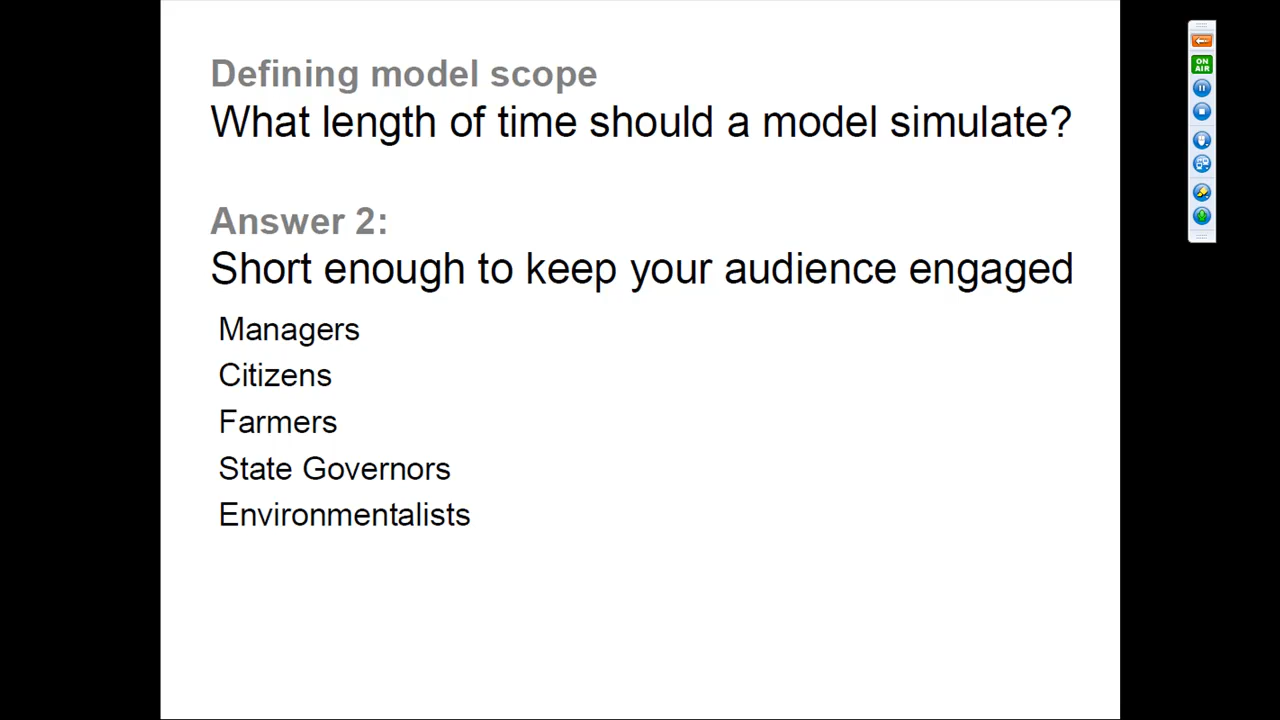 Defining model scope
What length of time should a model simulate?
Answer 2:
Short enough to keep your audience engaged
Managers
Citizens
Farmers
State Governors
Environmentalists
ON
AIR